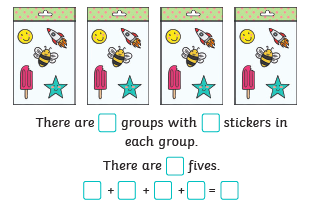 There are groups with stickers in
each group.
There are fives.
+ + + =